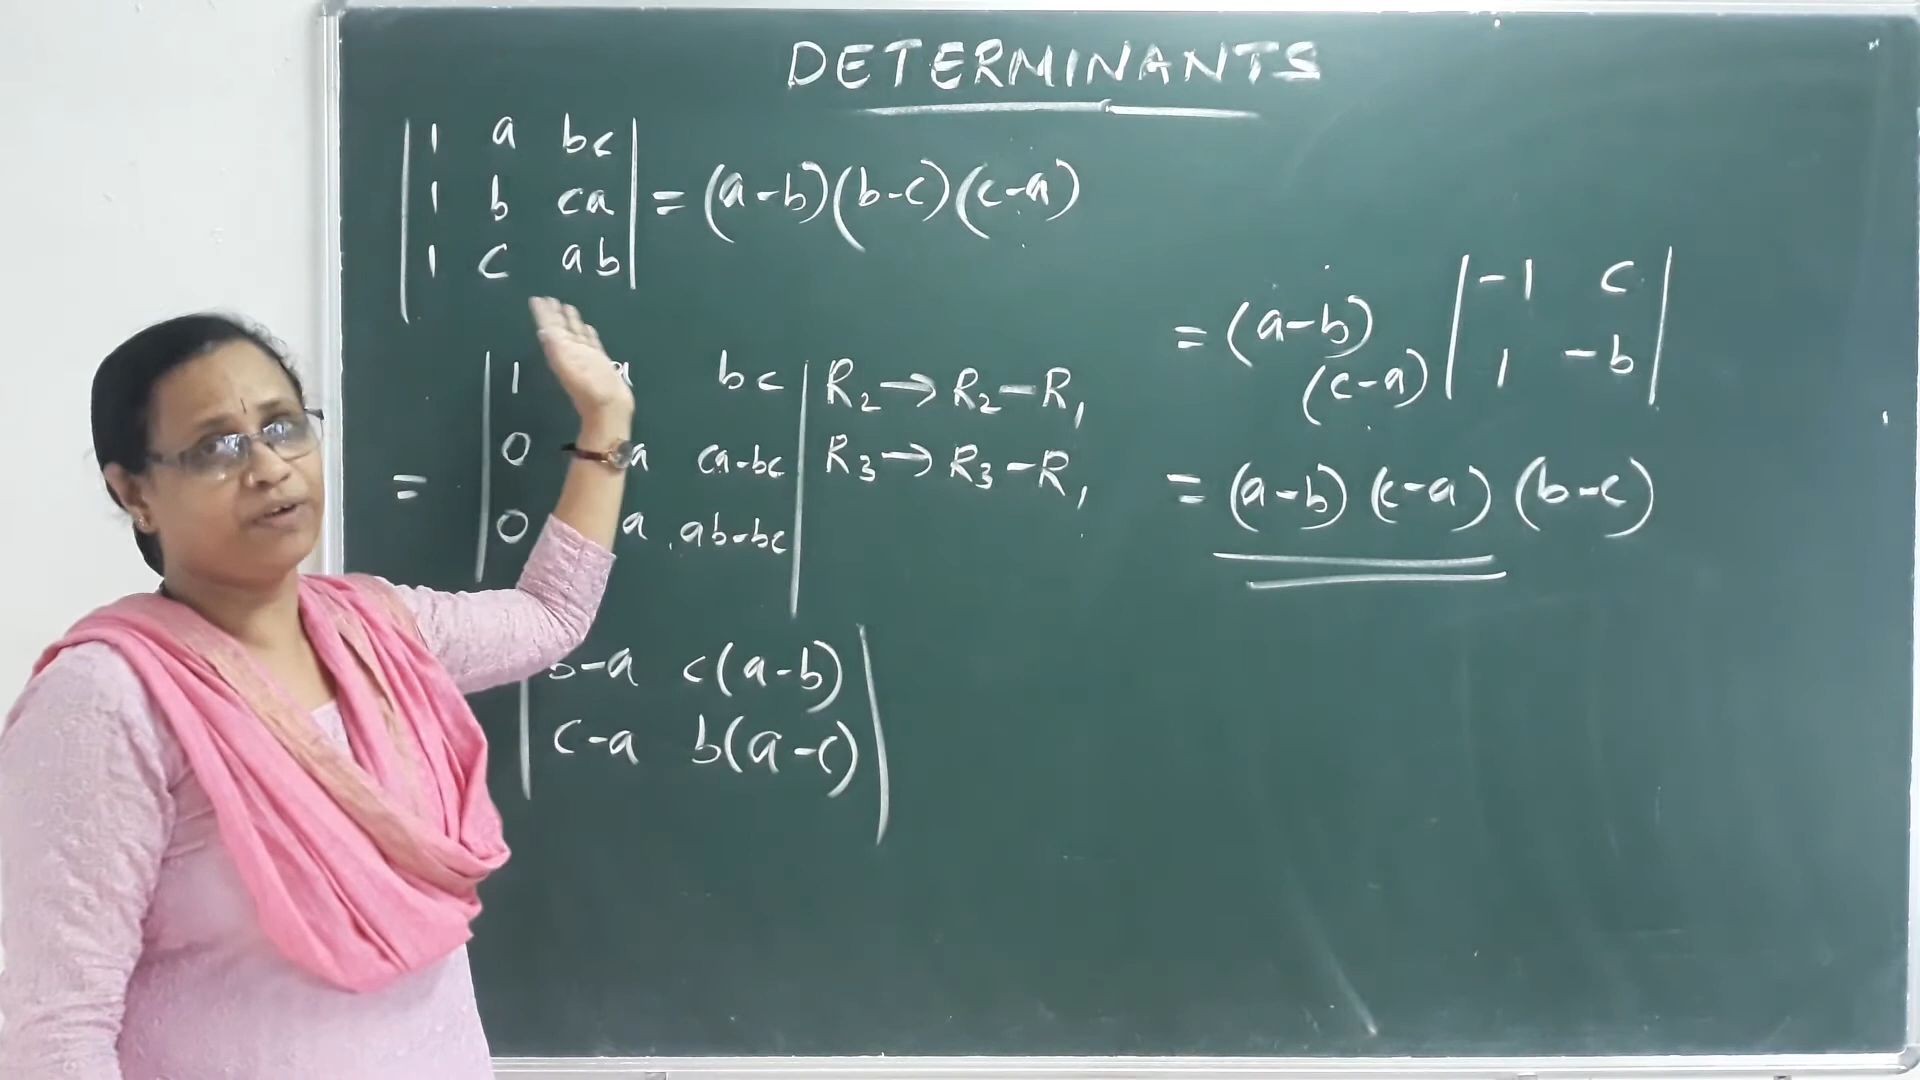 DETERMINANTS
| 1 a bc |
| 1 b ca | = (a-b)(b-c)(c-a)
| 1 c ab |
| 1 a bc | R₂ → R₂ - R₁
= | 0 a ca-bc | R₃ → R₃ - R₁
| 0 a ab-bc |
| b-a c(a-b) |
| c-a b(a-c) |
= (a-b) | -1 c |
(c-a) | 1 -b |
= (a-b) (c-a) (b-c)